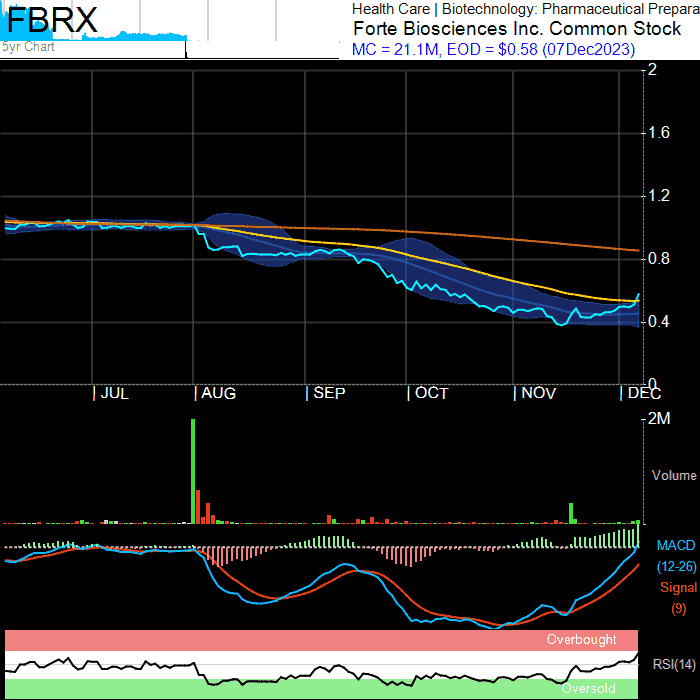 FBRX
5yr Chart
Health Care | Biotechnology: Pharmaceutical Prepara
Forte Biosciences Inc. Common Stock
MC = 21.1M, EOD = $0.58 (07Dec2023)
2
1.6
1.2
0.8
0.4
0
JUL
AUG
SEP
OCT
NOV
DEC
2M
Volume
MACD
(12-26)
Signal
(9)
Overbought
RSI(14)
Oversold